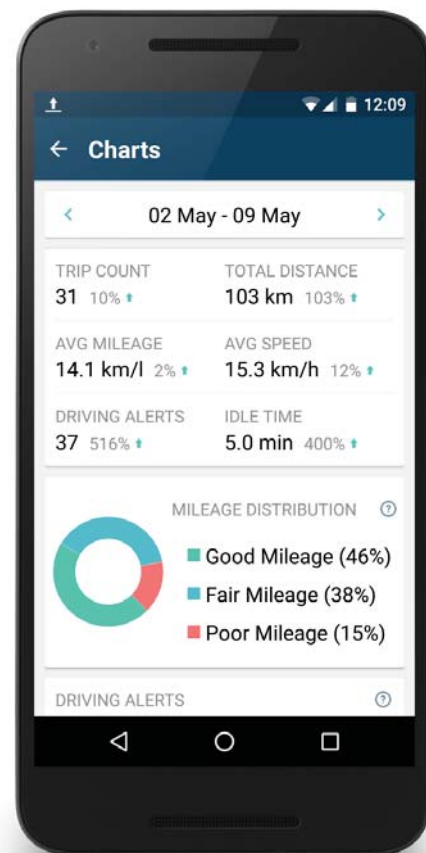 12:09
Charts
02 May - 09 May
TRIP COUNT TOTAL DISTANCE
31 10% 103 km 103%
AVG MILEAGE AVG SPEED
14.1 km/l 2% 15.3 km/h 12%
DRIVING ALERTS IDLE TIME
37 516% 5.0 min 400%
MILEAGE DISTRIBUTION ?
Good Mileage (46%)
Fair Mileage (38%)
Poor Mileage (15%)
DRIVING ALERTS ?